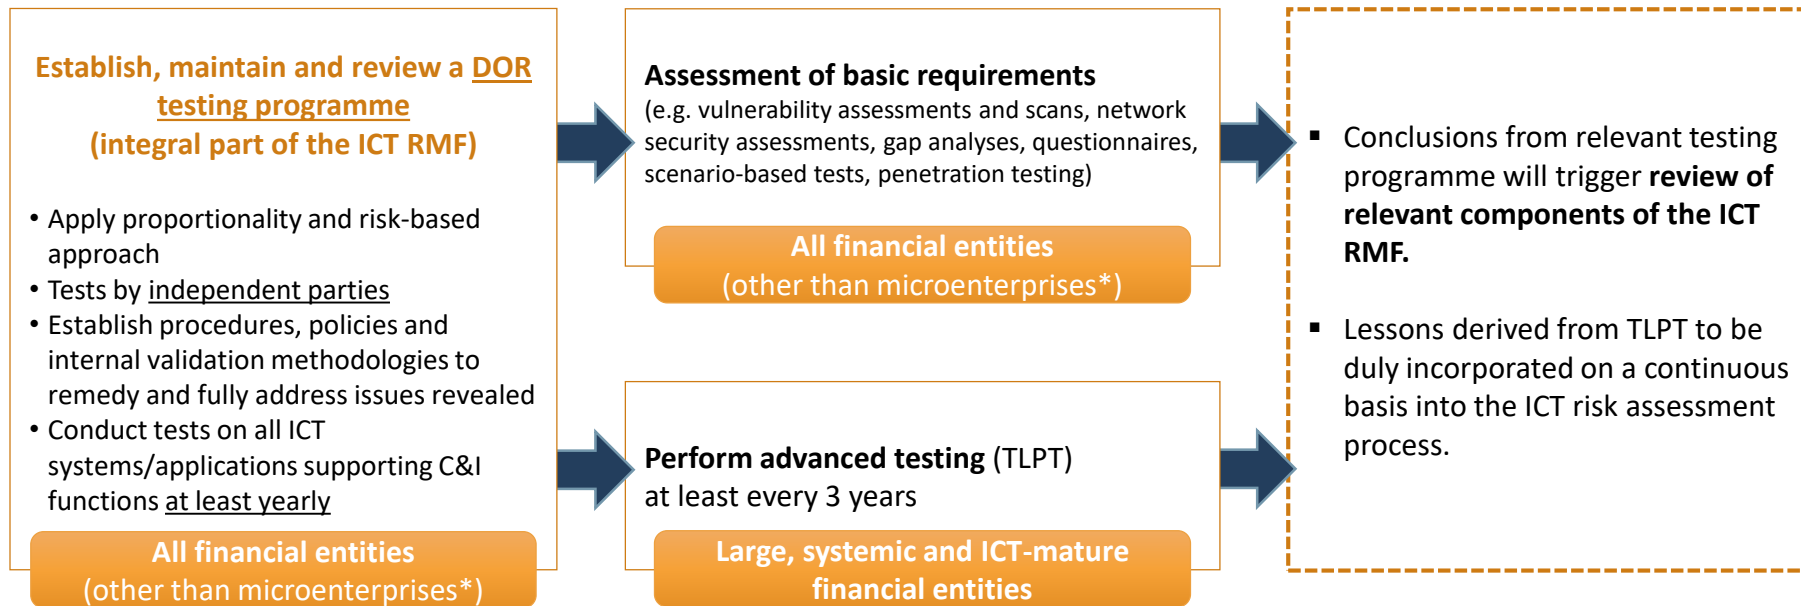 Establish, maintain and review a DOR
testing programme
(integral part of the ICT RMF)
• Apply proportionality and risk-based
approach
• Tests by independent parties
• Establish procedures, policies and
internal validation methodologies to
remedy and fully address issues revealed
• Conduct tests on all ICT
systems/applications supporting C&I
functions at least yearly
All financial entities
(other than microenterprises*)
Assessment of basic requirements
(e.g. vulnerability assessments and scans, network
security assessments, gap analyses, questionnaires,
scenario-based tests, penetration testing)
All financial entities
(other than microenterprises*)
Perform advanced testing (TLPT)
at least every 3 years
Large, systemic and ICT-mature
financial entities
▪ Conclusions from relevant testing
programme will trigger review of
relevant components of the ICT
RMF.
▪ Lessons derived from TLPT to be
duly incorporated on a continuous
basis into the ICT risk assessment
process.